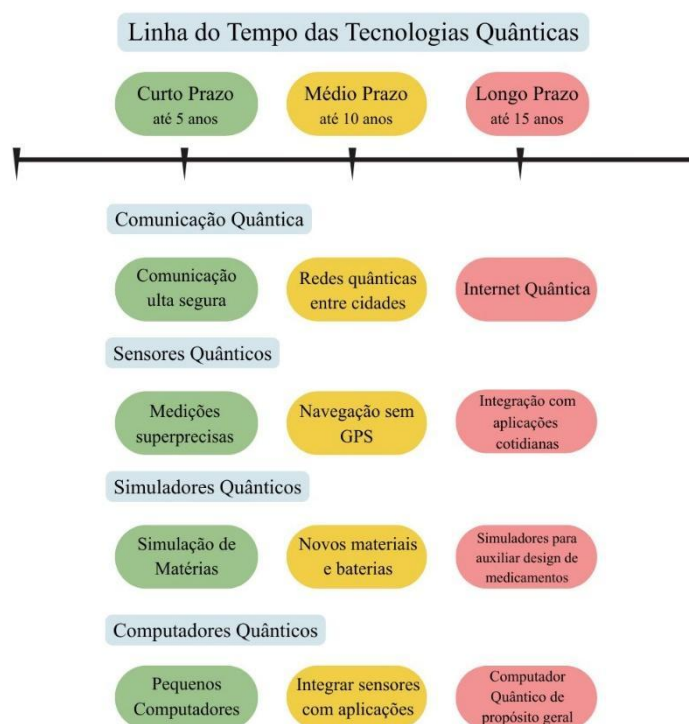 Linha do Tempo das Tecnologias Quânticas
Curto Prazo
até 5 anos
Médio Prazo
até 10 anos
Longo Prazo
até 15 anos
Comunicação Quântica
Comunicação
ulta segura
Redes quânticas
entre cidades
Internet Quântica
Sensores Quânticos
Medições
superprecisas
Navegação sem
GPS
Integração com
aplicações
cotidianas
Simuladores Quânticos
Simulação de
Matérias
Novos materiais
e baterias
Simuladores para
auxiliar design de
medicamentos
Computadores Quânticos
Pequenos
Computadores
Integrar sensores
com aplicações
Computador
Quântico de
propósito geral